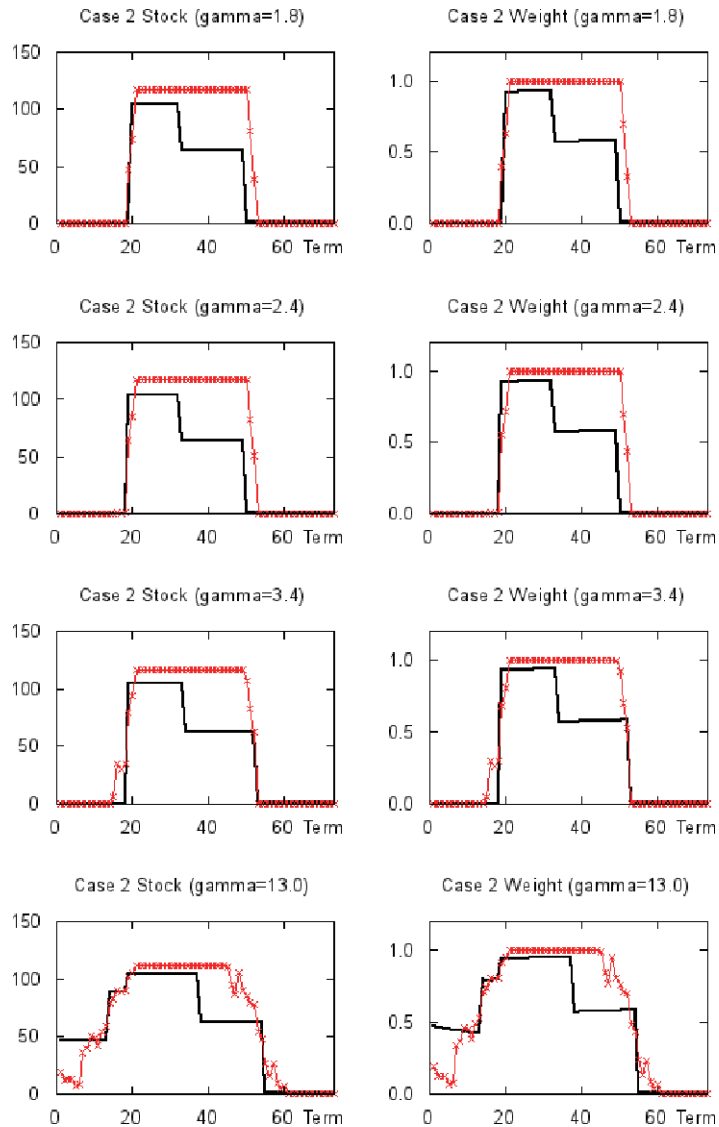 Case 2 Stock (gamma=1.8)
150
100
50
0
0 20 40 60 Term
Case 2 Weight (gamma=1.8)
1.0
0.5
0.0
0 20 40 60 Term
Case 2 Stock (gamma=2.4)
150
100
50
0
0 20 40 60 Term
Case 2 Weight (gamma=2.4)
1.0
0.5
0.0
0 20 40 60 Term
Case 2 Stock (gamma=3.4)
150
100
50
0
0 20 40 60 Term
Case 2 Weight (gamma=3.4)
1.0
0.5
0.0
0 20 40 60 Term
Case 2 Stock (gamma=13.0)
150
100
50
0
0 20 40 60 Term
Case 2 Weight (gamma=13.0)
1.0
0.5
0.0
0 20 40 60 Term